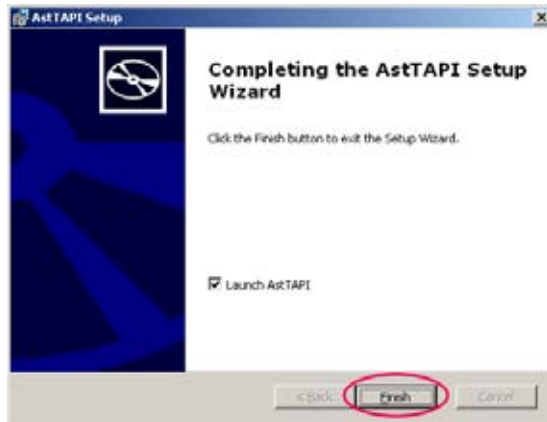 AstTAPI Setup
Completing the AstTAPI Setup
Wizard
Click the Finish button to exit the Setup Wizard.
Launch AstTAPI
< Back
Finish
Cancel